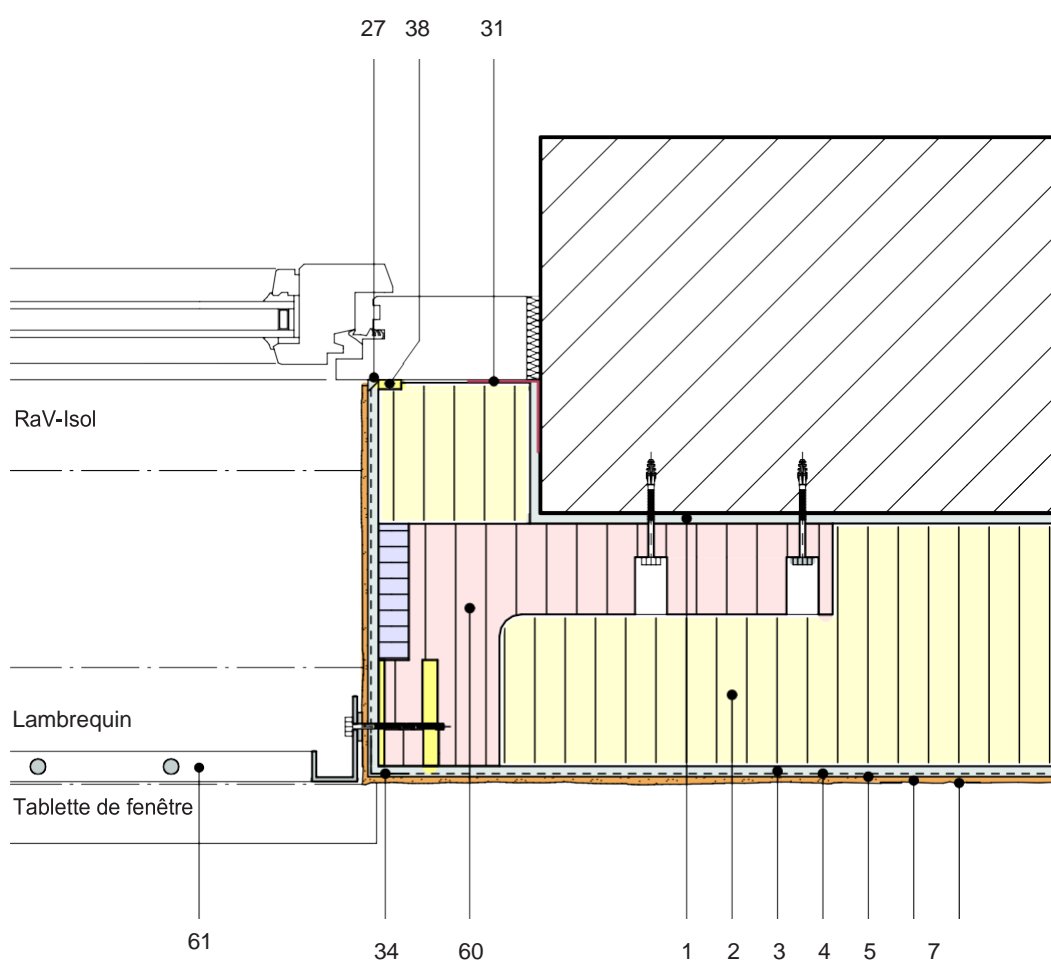 27 38 31
RaV-Isol
Lambrequin
Tablette de fenêtre
61 34 60 1 2 3 4 5 7